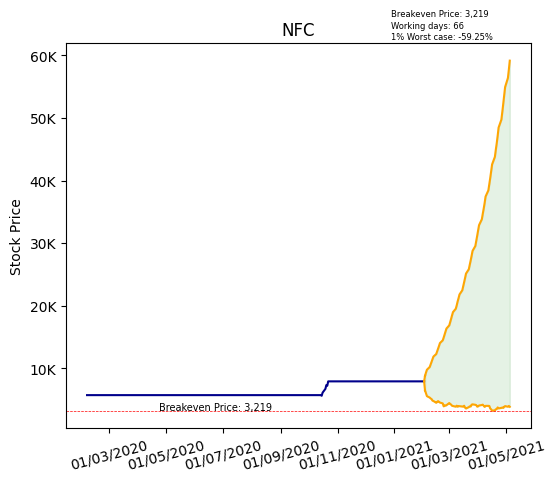 Breakeven Price: 3,219
Working days: 66
1% Worst case: -59.25%
NFC
Stock Price
60K
50K
40K
30K
20K
10K
Breakeven Price: 3,219
01/03/2020 01/05/2020 01/07/2020 01/09/2020 01/11/2020 01/01/2021 01/03/2021 01/05/2021